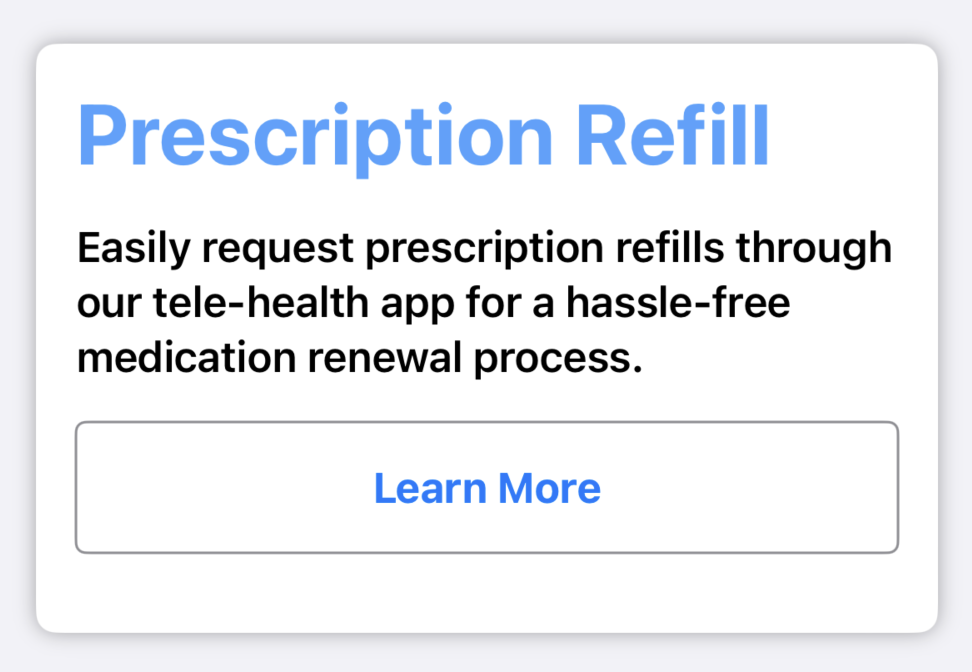 Prescription Refill
Easily request prescription refills through
our tele-health app for a hassle-free
medication renewal process.
Learn More